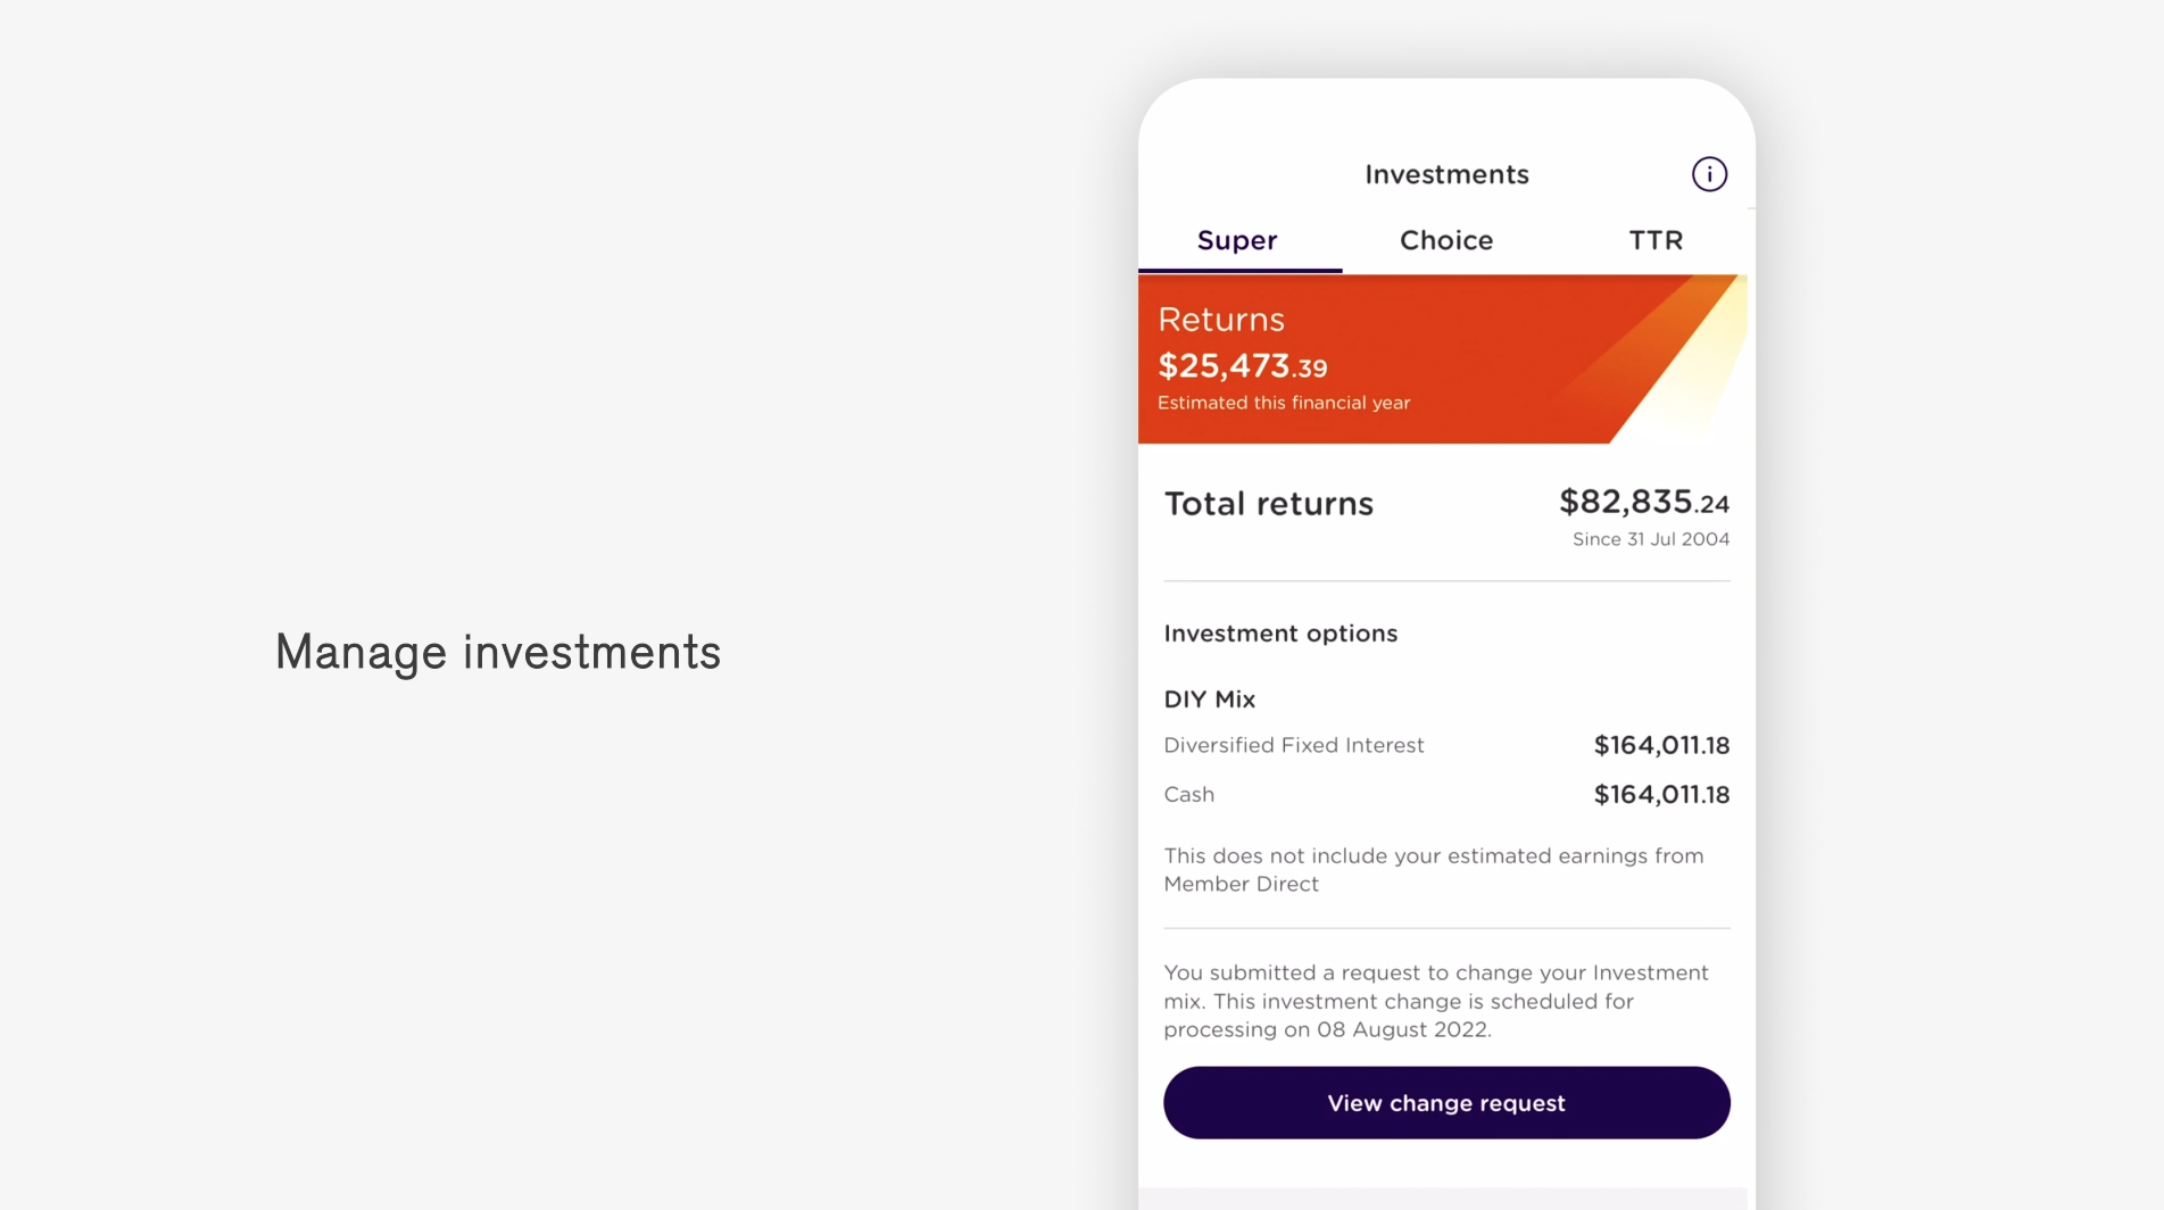 Manage investments
Investments
Super
Choice
TTR
Returns
$25,473.39
Estimated this financial year
Total returns
$82,835.24
Since 31 Jul 2004
Investment options
DIY Mix
Diversified Fixed Interest
$164,011.18
Cash
$164,011.18
This does not include your estimated earnings from
Member Direct
You submitted a request to change your Investment
mix. This investment change is scheduled for
processing on 08 August 2022.
View change request